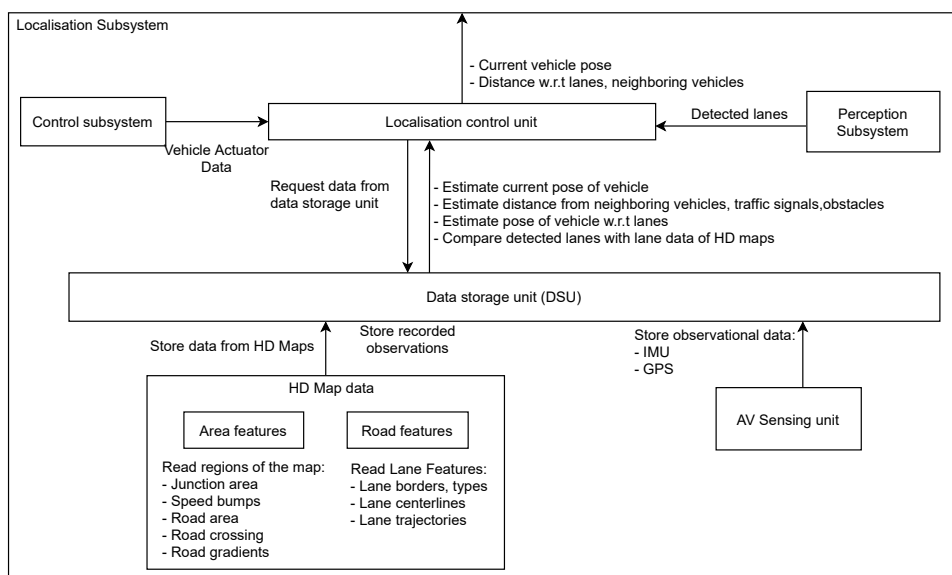 Localisation Subsystem
- Current vehicle pose
- Distance w.r.t lanes, neighboring vehicles
Control subsystem
Localisation control unit
Detected lanes
Perception
Subsystem
Vehicle Actuator
Data
Request data from
data storage unit
- Estimate current pose of vehicle
- Estimate distance from neighboring vehicles, traffic signals,obstacles
- Estimate pose of vehicle w.r.t lanes
- Compare detected lanes with lane data of HD maps
Data storage unit (DSU)
Store data from HD Maps
Store recorded
observations
Store observational data:
- IMU
- GPS
HD Map data
Area features
Road features
AV Sensing unit
Read regions of the map:
- Junction area
- Speed bumps
- Road area
- Road crossing
- Road gradients
Read Lane Features:
- Lane borders, types
- Lane centerlines
- Lane trajectories